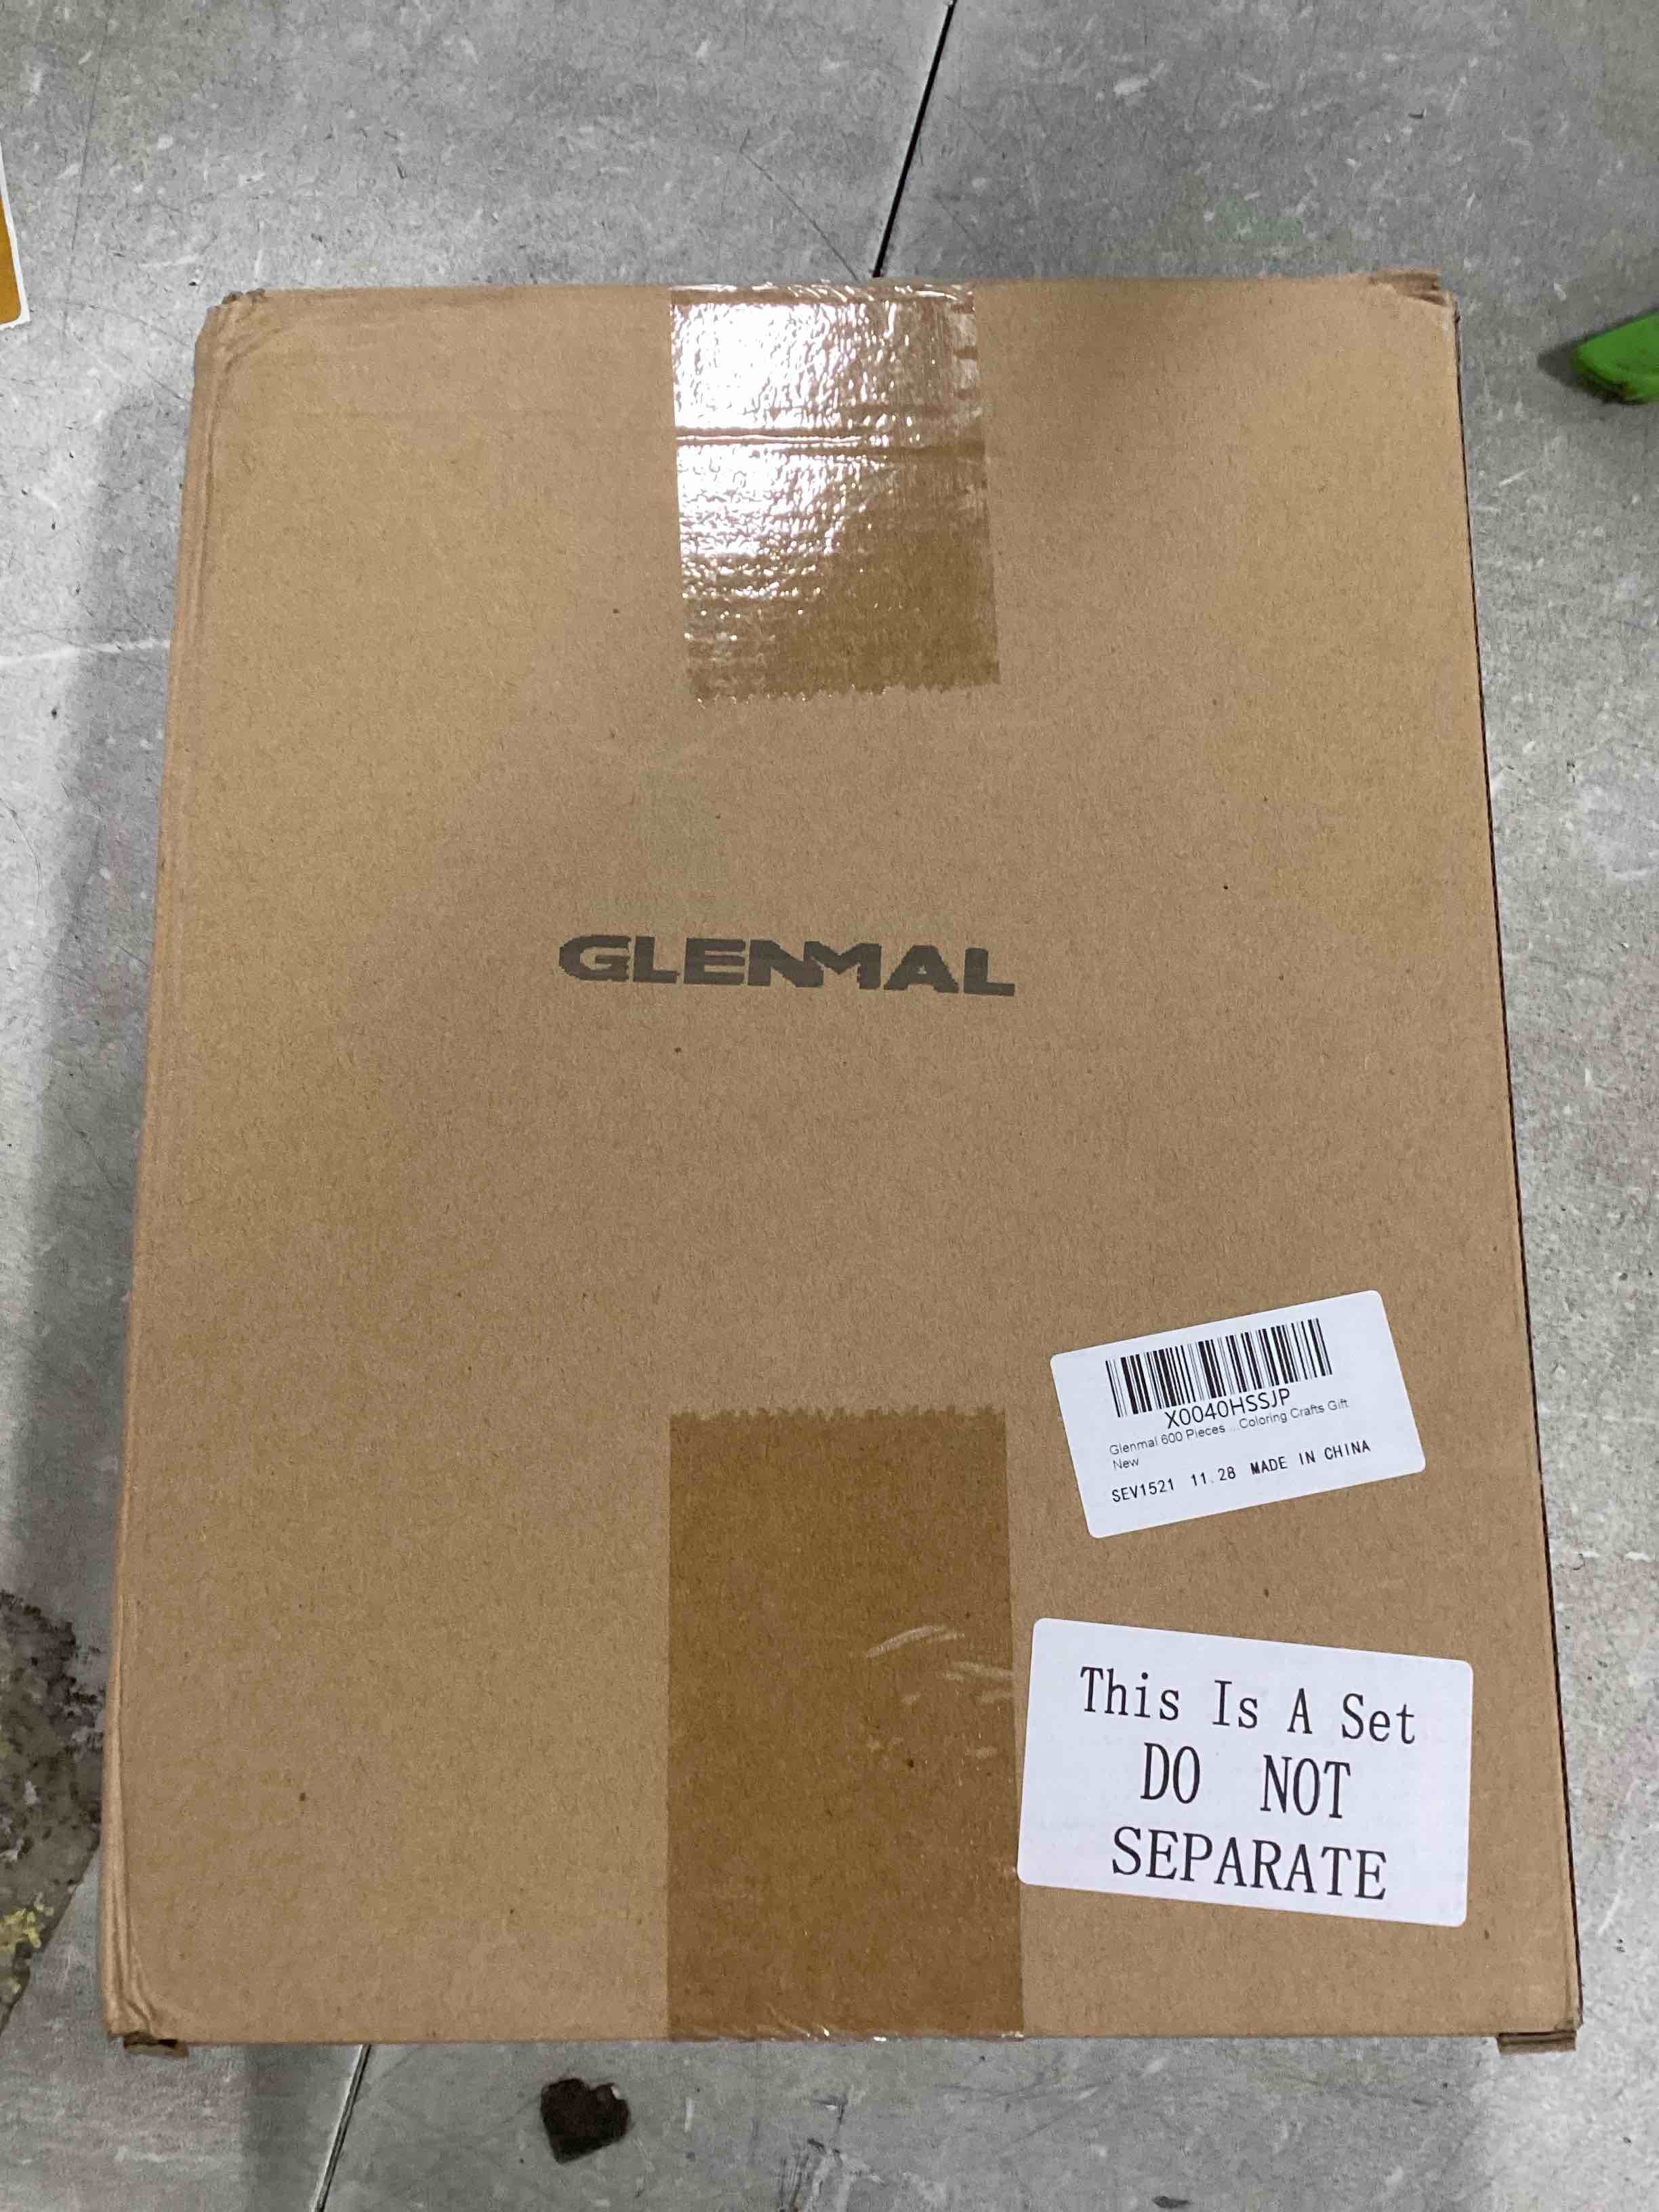 GLENMAL
X0040HSSJP
Glenmal 600 Pieces ...Coloring Crafts Gift
New
SEV1521 11.28 MADE IN CHINA
This Is A Set
DO NOT
SEPARATE